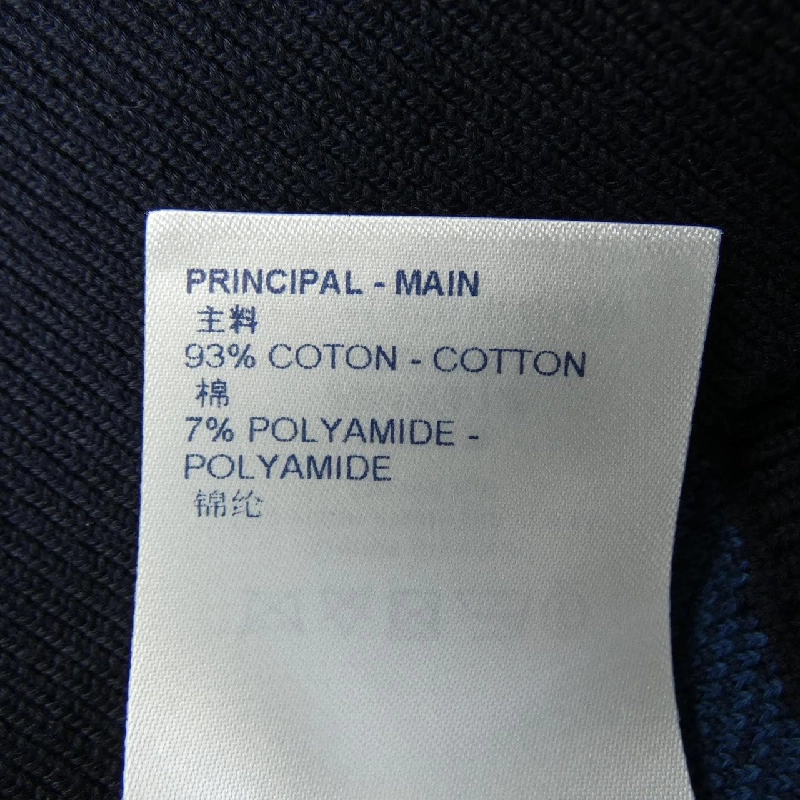 PRINCIPAL - MAIN
主料
93% COTON - COTTON
棉
7% POLYAMIDE -
POLYAMIDE
锦纶